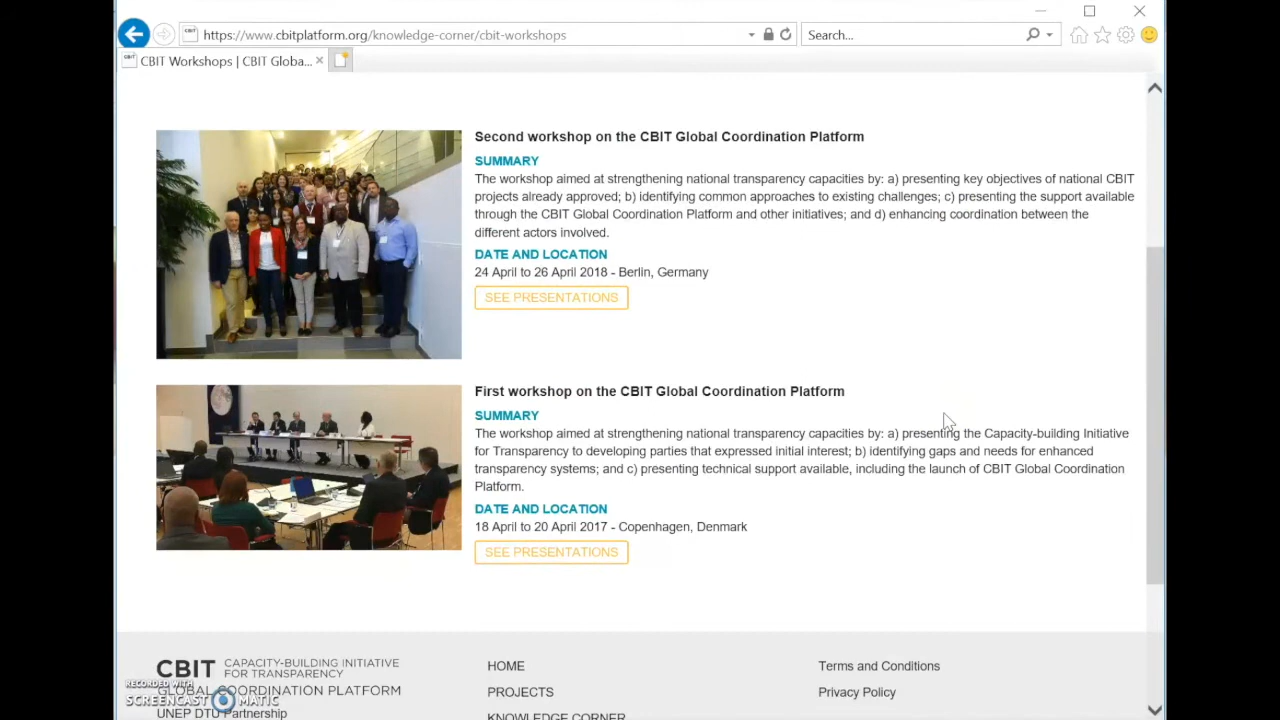 https://www.cbitplatform.org/knowledge-corner/cbit-workshops
Search...
CBIT Workshops | CBIT Globa...
Second workshop on the CBIT Global Coordination Platform
SUMMARY
The workshop aimed at strengthening national transparency capacities by: a) presenting key objectives of national CBIT
projects already approved; b) identifying common approaches to existing challenges; c) presenting the support available
through the CBIT Global Coordination Platform and other initiatives; and d) enhancing coordination between the
different actors involved.
DATE AND LOCATION
24 April to 26 April 2018 - Berlin, Germany
SEE PRESENTATIONS
First workshop on the CBIT Global Coordination Platform
SUMMARY
The workshop aimed at strengthening national transparency capacities by: a) presenting the Capacity-building Initiative
for Transparency to developing parties that expressed initial interest; b) identifying gaps and needs for enhanced
transparency systems; and c) presenting technical support available, including the launch of CBIT Global Coordination
Platform.
DATE AND LOCATION
18 April to 20 April 2017 - Copenhagen, Denmark
SEE PRESENTATIONS
CBIT CAPACITY-BUILDING INITIATIVE
FOR TRANSPARENCY
GLOBAL COORDINATION PLATFORM
UNEP DTU Partnership
RECORDED WITH
SCREENCAST MATIC
HOME
PROJECTS
KNOWLEDGE CORNER
Terms and Conditions
Privacy Policy